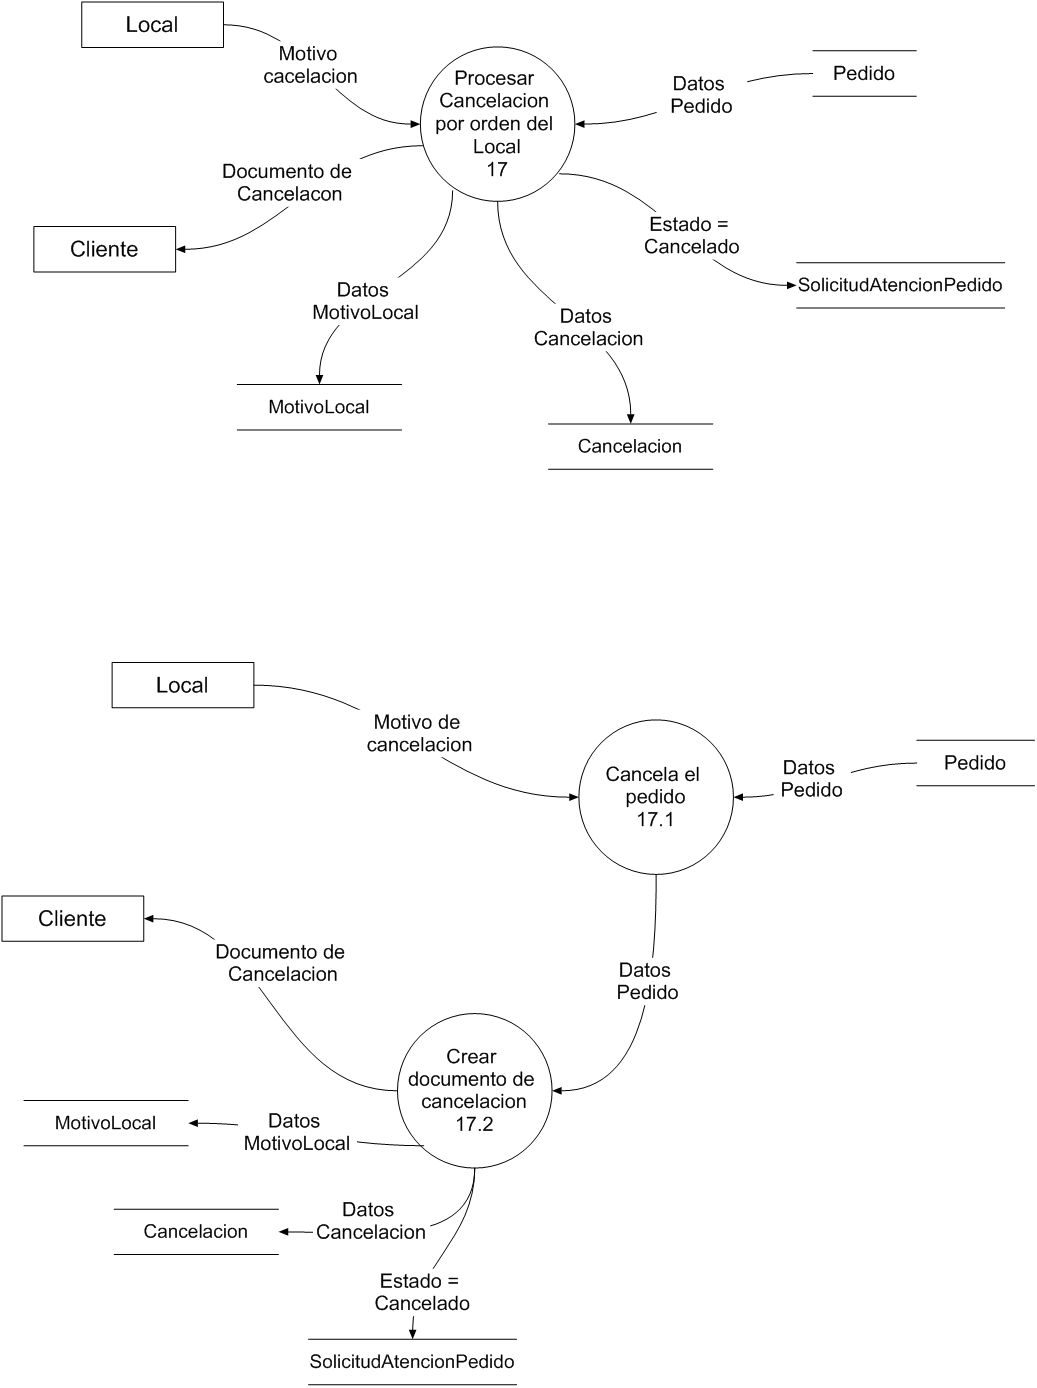 Local
Motivo
cacelacion
Procesar
Cancelacion
por orden del
Local
17
Datos
Pedido
Pedido
Documento de
Cancelacon
Cliente
Estado =
Cancelado
SolicitudAtencionPedido
Datos
MotivoLocal
Datos
Cancelacion
MotivoLocal
Cancelacion
Local
Motivo de
cancelacion
Cancela el
pedido
17.1
Datos
Pedido
Pedido
Cliente
Documento de
Cancelacion
Datos
Pedido
Crear
documento de
cancelacion
17.2
MotivoLocal
Datos
MotivoLocal
Cancelacion
Datos
Cancelacion
Estado =
Cancelado
SolicitudAtencionPedido